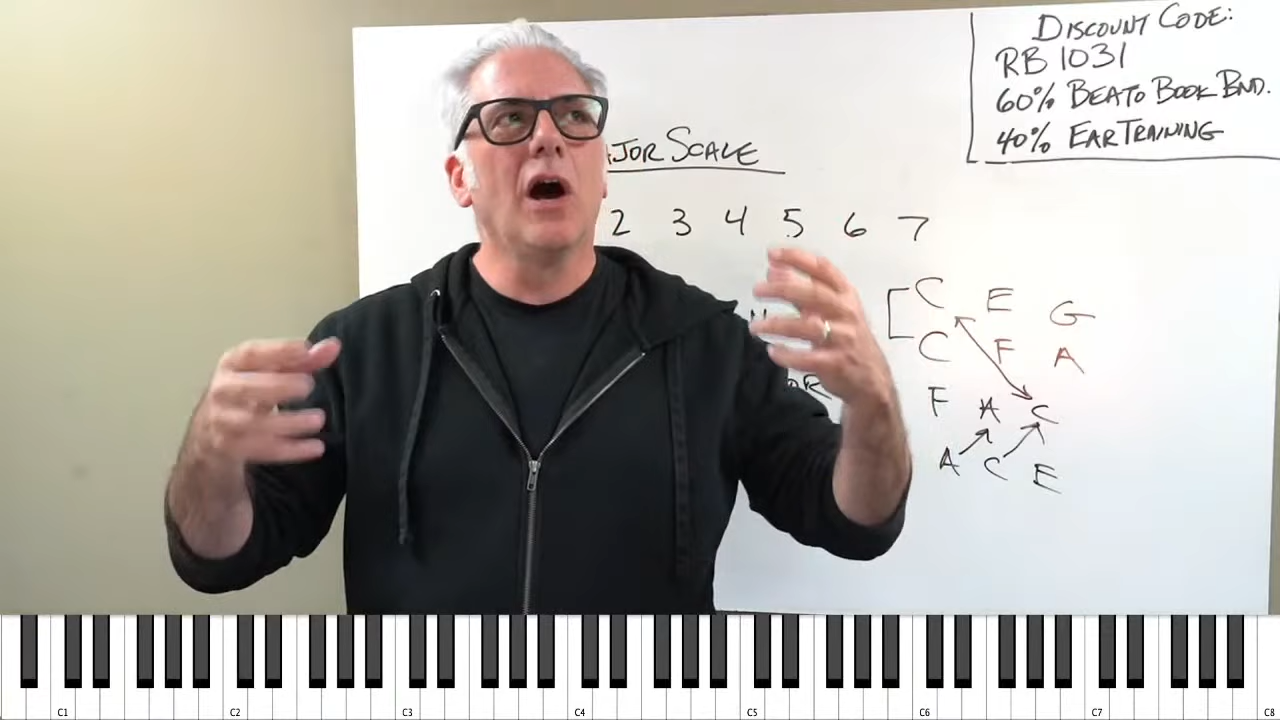 DISCOUNT CODE:
RB 1031
60% BEATO BOOK BND.
40% EAR TRAINING
AJOR SCALE
2 3 4 5 6 7
C E G
C F A
F A C
A C E
C1 C2 C3 C4 C5 C6 C7 C8